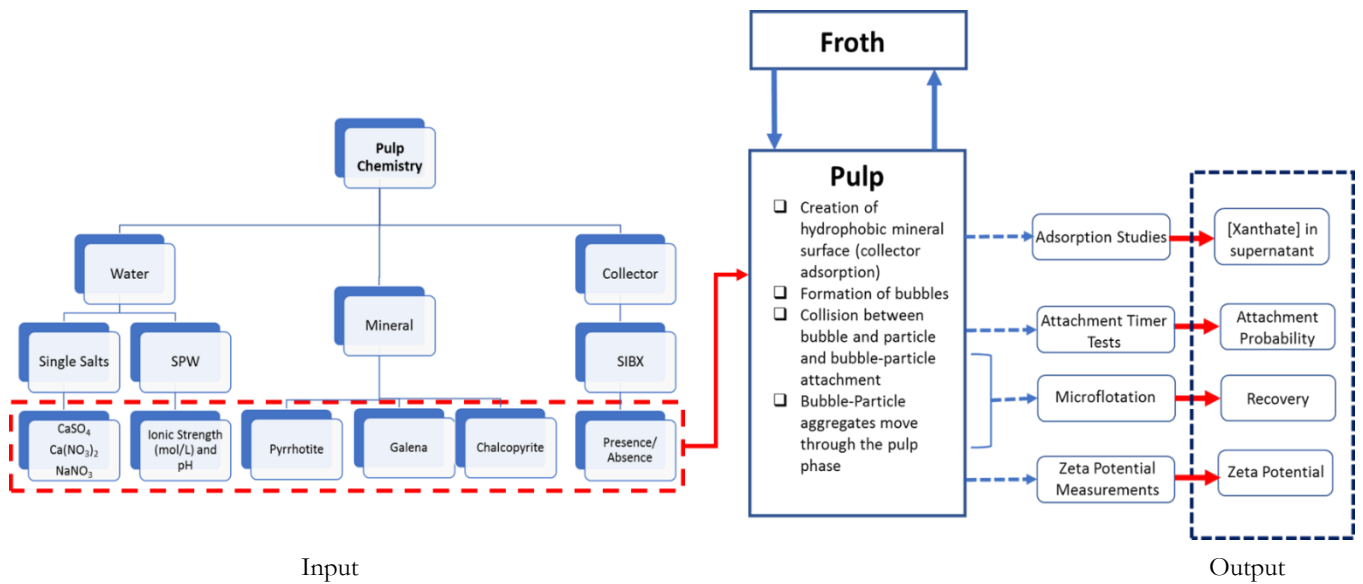 Froth
Pulp
Chemistry
Water
Mineral
Collector
Single Salts
SPW
SIBX
CaSO₄
Ca(NO₃)₂
NaNO₃
Ionic Strength
(mol/L) and
pH
Pyrrhotite
Galena
Chalcopyrite
Presence/
Absence
Pulp
❑ Creation of
hydrophobic mineral
surface (collector
adsorption)
❑ Formation of bubbles
❑ Collision between
bubble and particle
and bubble-particle
attachment
❑ Bubble-Particle
aggregates move
through the pulp
phase
Adsorption Studies
[Xanthate] in
supernatant
Attachment Timer
Tests
Attachment
Probability
Microflotation
Recovery
Zeta Potential
Measurements
Zeta Potential
Input
Output